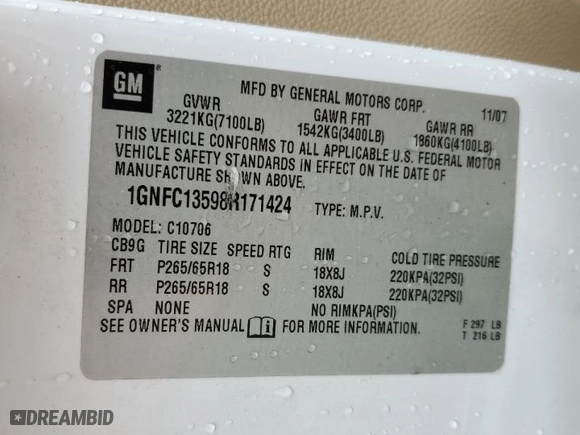 GM ®
MFD BY GENERAL MOTORS CORP. 11/07
GVWR GAWR FRT GAWR RR
3221KG(7100LB) 1542KG(3400LB) 1860KG(4100LB)
THIS VEHICLE CONFORMS TO ALL APPLICABLE U.S. FEDERAL MOTOR
VEHICLE SAFETY STANDARDS IN EFFECT ON THE DATE OF
MANUFACTURE SHOWN ABOVE.
1GNFC13598R171424 TYPE: M.P.V.
MODEL: C10706
CB9G TIRE SIZE SPEED RTG RIM COLD TIRE PRESSURE
FRT P265/65R18 S 18X8J 220KPA(32PSI)
RR P265/65R18 S 18X8J 220KPA(32PSI)
SPA NONE NO RIMKPA(PSI)
SEE OWNER'S MANUAL FOR MORE INFORMATION. F 297 LB
T 216 LB
DREAMBID